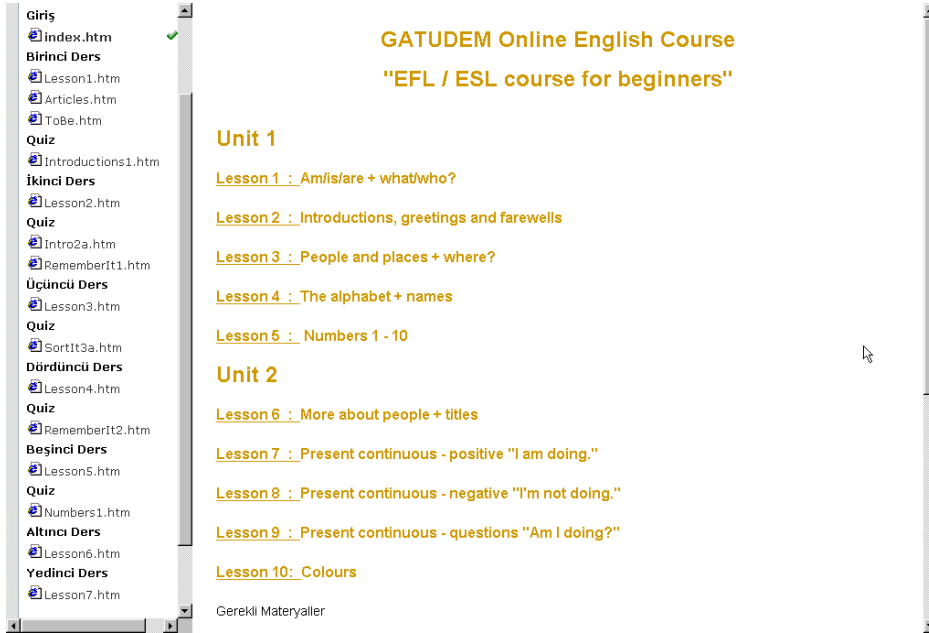 Giriş
index.htm
Birinci Ders
Lesson1.htm
Articles.htm
ToBe.htm
Quiz
Introductions1.htm
İkinci Ders
Lesson2.htm
Quiz
Intro2a.htm
RememberIt1.htm
Üçüncü Ders
Lesson3.htm
Quiz
SortIt3a.htm
Dördüncü Ders
Lesson4.htm
Quiz
RememberIt2.htm
Beşinci Ders
Lesson5.htm
Quiz
Numbers1.htm
Altıncı Ders
Lesson6.htm
Yedinci Ders
Lesson7.htm
GATUDEM Online English Course
"EFL / ESL course for beginners"
Unit 1
Lesson 1 : Am/is/are + what/who?
Lesson 2 : Introductions, greetings and farewells
Lesson 3 : People and places + where?
Lesson 4 : The alphabet + names
Lesson 5 : Numbers 1 - 10
Unit 2
Lesson 6 : More about people + titles
Lesson 7 : Present continuous - positive "I am doing."
Lesson 8 : Present continuous - negative "I'm not doing."
Lesson 9 : Present continuous - questions "Am I doing?"
Lesson 10: Colours
Gerekli Materyaller